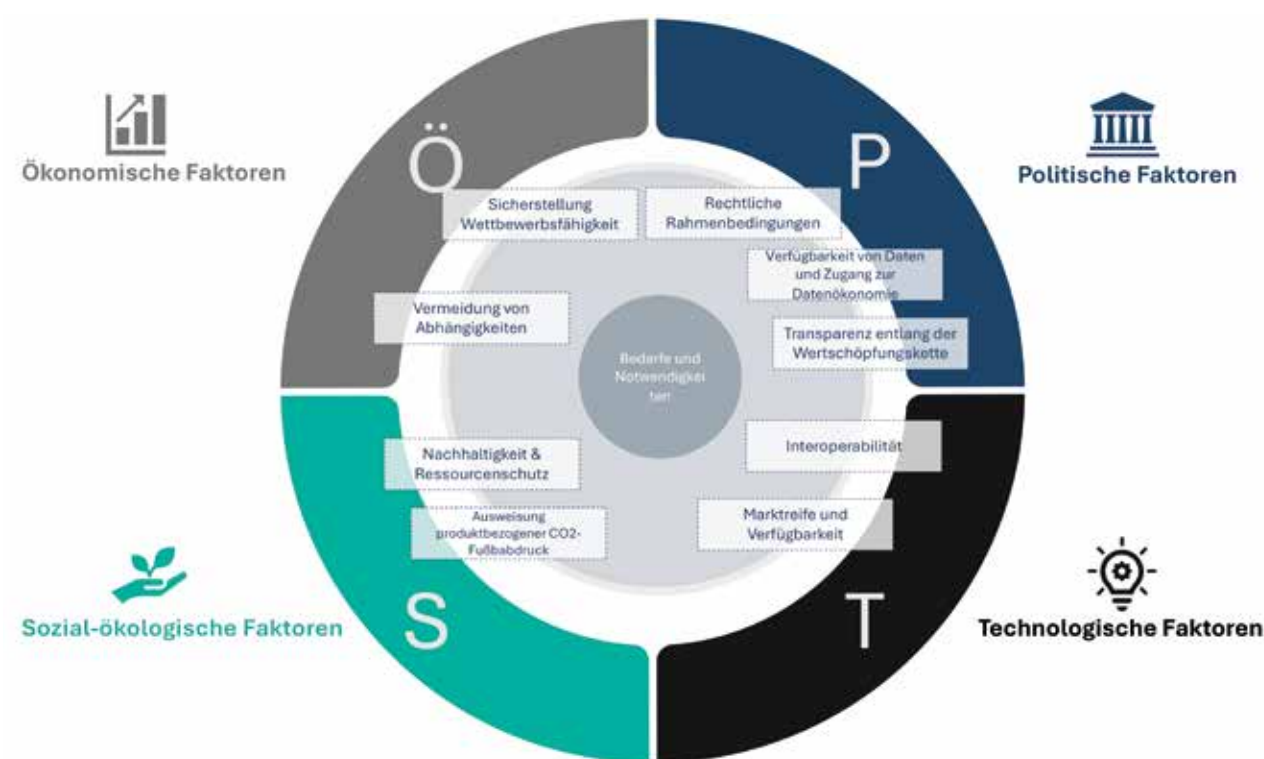 Ö
P
Ökonomische Faktoren
Politische Faktoren
Sicherstellung
Wettbewerbsfähigkeit
Rechtliche
Rahmenbedingungen
Verfügbarkeit von Daten
und Zugang zur
Datenökonomie
Vermeidung von
Abhängigkeiten
Transparenz entlang der
Wertschöpfungskette
Bedarfe und
Notwendigkei
ten
Interoperabilität
Nachhaltigkeit &
Ressourcenschutz
Marktreife und
Verfügbarkeit
Ausweisung
produktbezogener CO2-
Fußbabdruck
S
T
Sozial-ökologische Faktoren
Technologische Faktoren